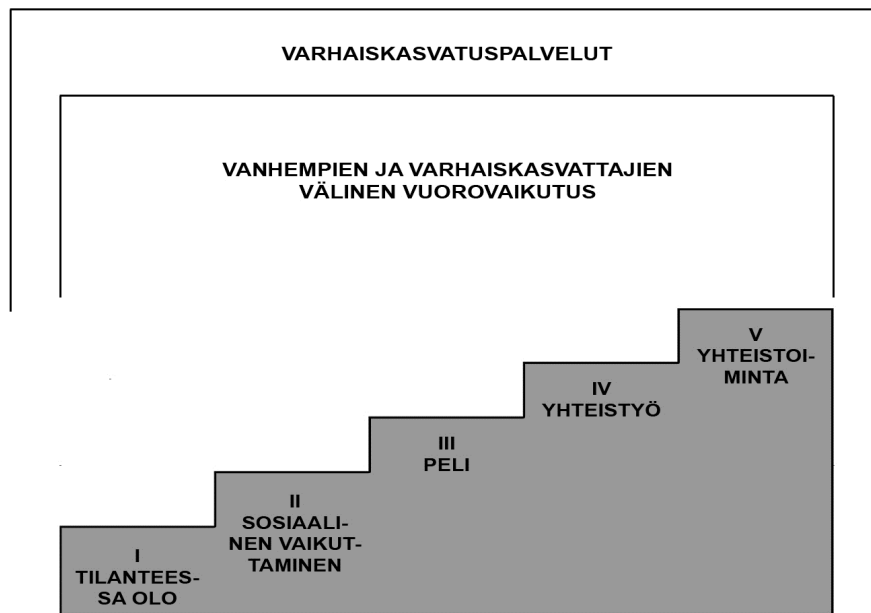 VARHAISKASVATUSPALVELUT
VANHEMPIEN JA VARHAISKASVATTAJIEN
VÄLINEN VUOROVAIKUTUS
I
TILANTEES-
SA OLO
II
SOSIAALI-
NEN VAIKUT-
TAMINEN
III
PELI
IV
YHTEISTYÖ
V
YHTEISTOI-
MINTA